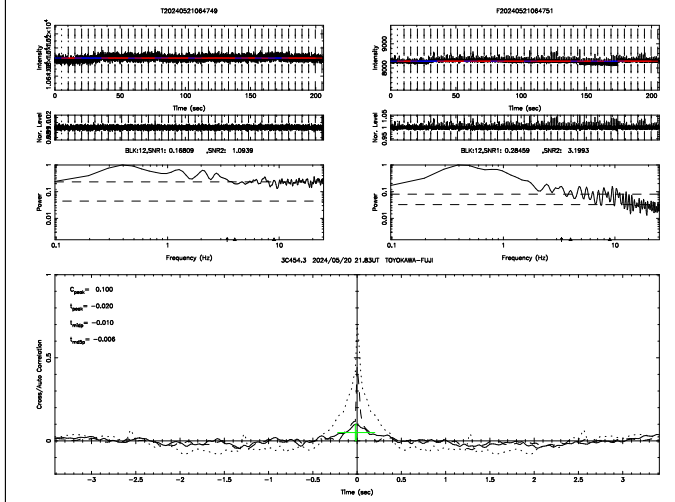 T20240521064749
F20240521064751
Intensity
Intensity
9000
8000
0
50
100
150
200
0
50
100
150
200
Time (sec)
Time (sec)
Nor. Level
Nor. Level
0.95 1 1.05
BLK:12,SNR1: 0.16809 ,SNR2: 1.0939
BLK:12,SNR1: 0.28459 ,SNR2: 3.1993
Power
Power
1
0.1
0.01
1
0.1
0.01
0.1
1
10
0.1
1
10
Frequency (Hz)
Frequency (Hz)
3C454.3 2024/05/20 21.83UT TOYOKAWA-FUJI
Cpeak= 0.100
tpeak= -0.020
tmidp= -0.010
Cross/Auto Correlation
1
0.5
0
-3
-2.5
-2
-1.5
-1
-0.5
0
0.5
1
1.5
2
2.5
3
Time (sec)